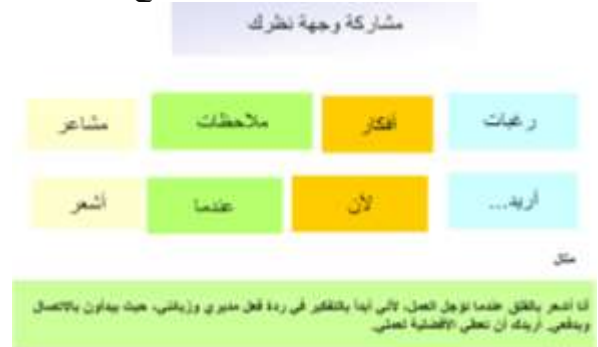 مشاركة وجهة نظرك
رغبات أفكار ملاحظات مشاعر
أريد... لأن عندما أشعر
مثال
أنا أشعر بالقلق عندما نؤجل العمل، لأني أبدأ بالتفكير في ردة فعل مديري وزبائني، حيث يبدأون بالاتصال
وبدفعي. أريدك أن تعطي الأفضلية لعملي.